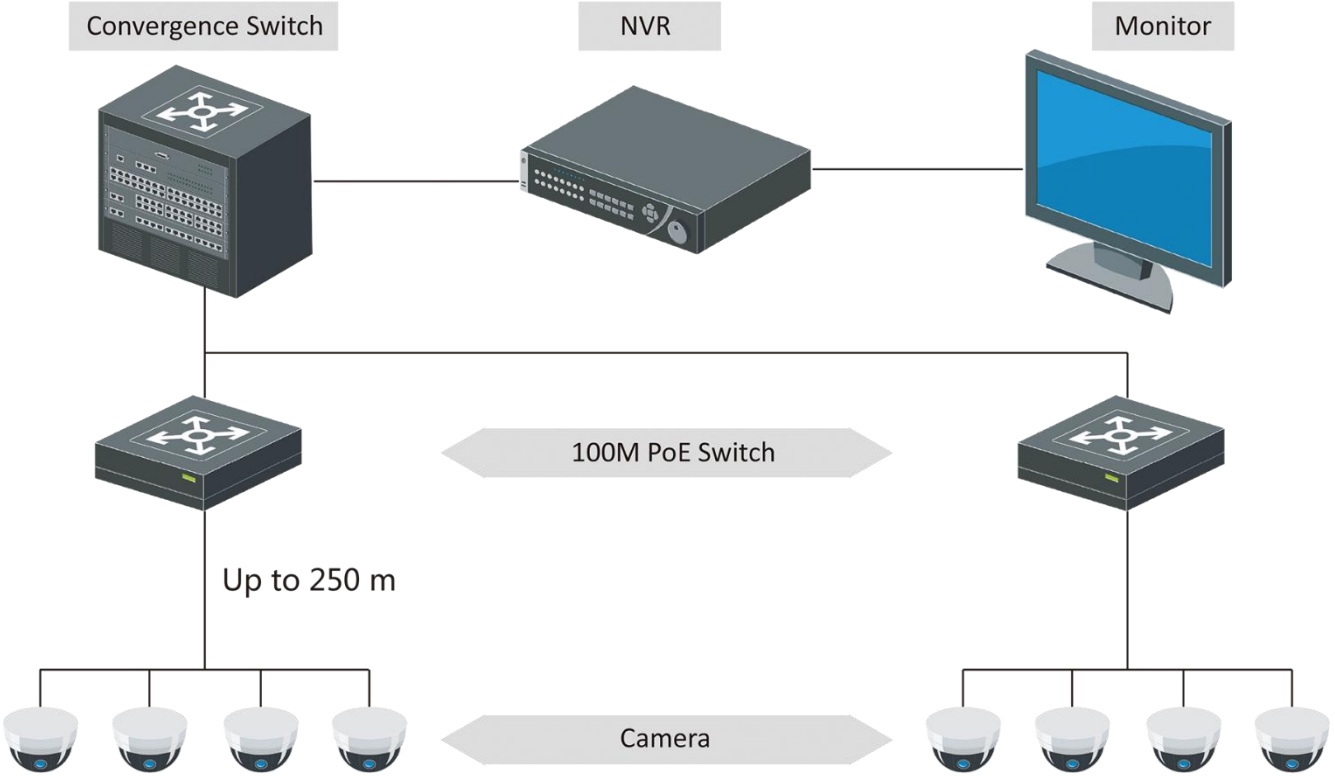 Convergence Switch
NVR
Monitor
100M PoE Switch
Up to 250 m
Camera